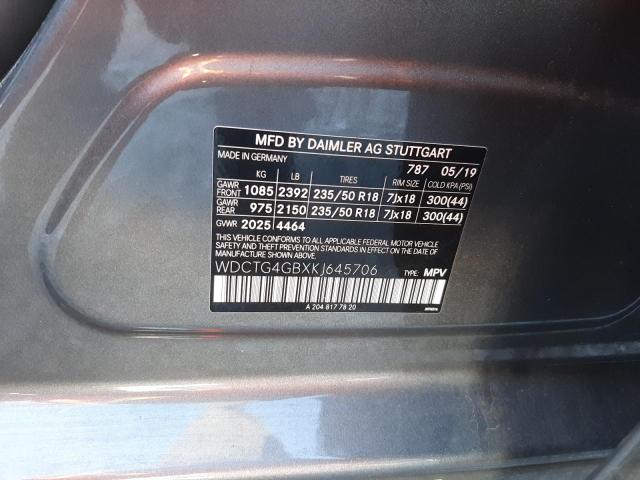 MFD BY DAIMLER AG STUTTGART
MADE IN GERMANY 787 05/19
KG LB TIRES RIM SIZE COLD KPA (PSI)
GAWR FRONT 1085 2392 235/50 R18 7Jx18 300(44)
GAWR REAR 975 2150 235/50 R18 7Jx18 300(44)
GVWR 2025 4464
THIS VEHICLE CONFORMS TO ALL APPLICABLE FEDERAL MOTOR VEHICLE
SAFETY AND THEFT PREVENTION STANDARDS IN EFFECT ON THE DATE
OF MANUFACTURE SHOWN ABOVE.
WDCTG4GBXKJ645706 TYPE: MPV
A 204 817 78 20